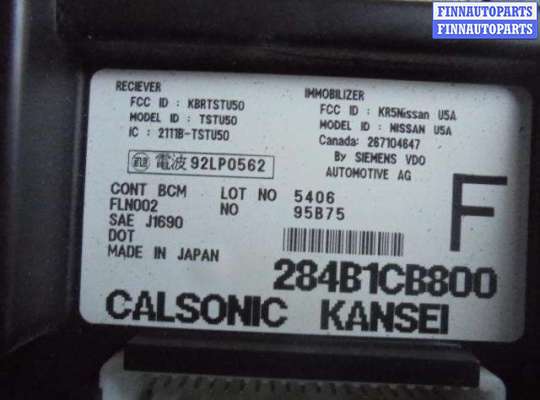 FINNAUTOPARTS
FINNAUTOPARTS
RECIEVER
FCC ID : KBRTSTU50
MODEL ID : TSTU50
IC : 2111B-TSTU50
電波 92LP0562
IMMOBILIZER
FCC ID : KR5Nissan U5A
MODEL ID : NISSAN U5A
Canada: 267104647
By SIEMENS VDO
AUTOMOTIVE AG
CONT BCM LOT NO 5406
FLN002 NO 95B75
SAE J1690
DOT
MADE IN JAPAN
F
284B1CB800
CALSONIC KANSEI